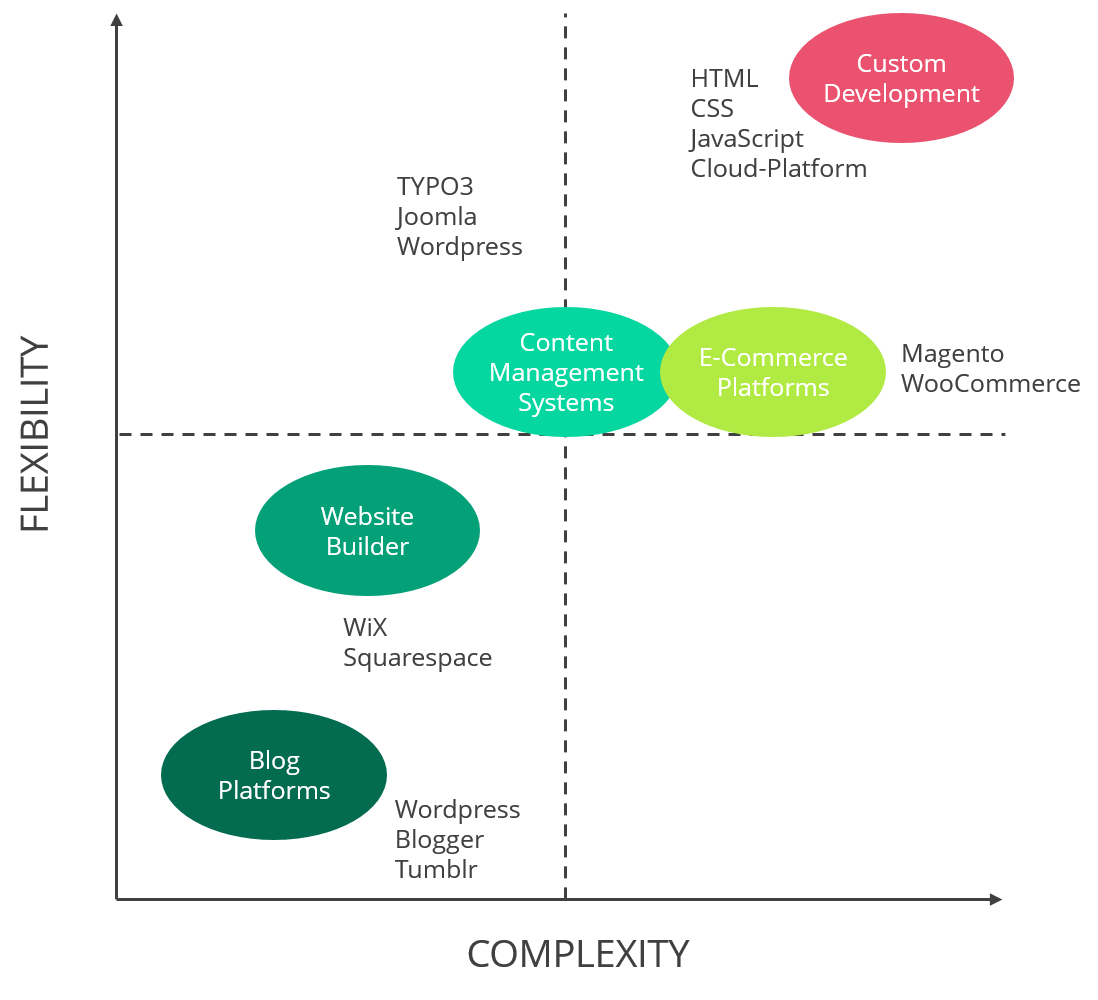 Custom
Development
HTML
CSS
JavaScript
Cloud-Platform
TYPO3
Joomla
Wordpress
Content
Management
Systems
E-Commerce
Platforms
Magento
WooCommerce
FLEXIBILITY
Website
Builder
WiX
Squarespace
Blog
Platforms
Wordpress
Blogger
Tumblr
COMPLEXITY